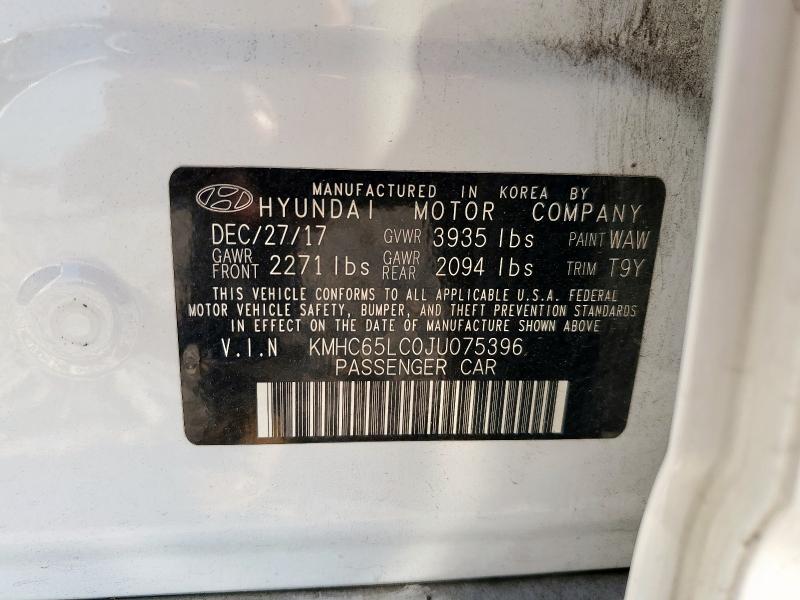 MANUFACTURED IN KOREA BY
HYUNDAI MOTOR COMPANY
DEC/27/17 GVWR 3935 lbs PAINT WAW
GAWR FRONT 2271 lbs GAWR REAR 2094 lbs TRIM T9Y
THIS VEHICLE CONFORMS TO ALL APPLICABLE U.S.A. FEDERAL
MOTOR VEHICLE SAFETY, BUMPER, AND THEFT PREVENTION STANDARDS
IN EFFECT ON THE DATE OF MANUFACTURE SHOWN ABOVE
V.I.N KMHC65LC0JU075396
PASSENGER CAR